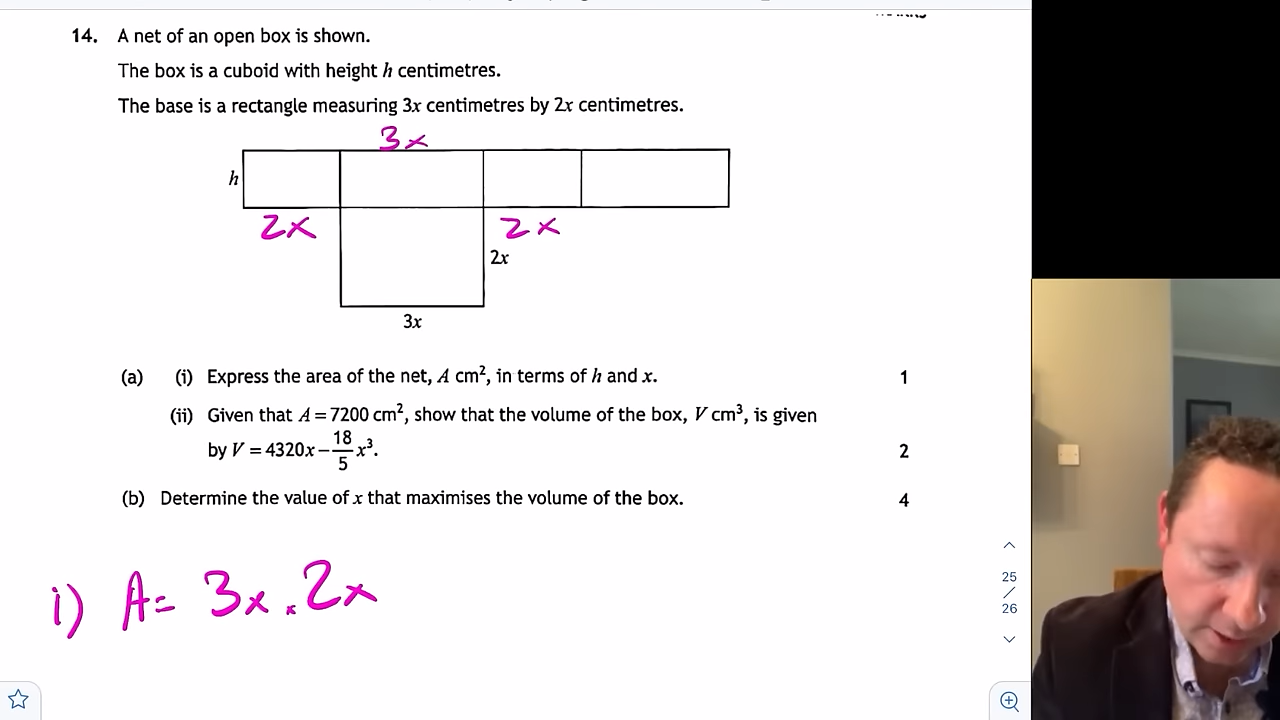 14. A net of an open box is shown.
The box is a cuboid with height h centimetres.
The base is a rectangle measuring 3x centimetres by 2x centimetres.
3x
h
2x 2x
2x
3x
(a) (i) Express the area of the net, A cm², in terms of h and x. 1
(ii) Given that A = 7200 cm², show that the volume of the box, V cm³, is given
by V = 4320x − 18/5 x³. 2
(b) Determine the value of x that maximises the volume of the box. 4
i) A = 3x × 2x
25
/
26